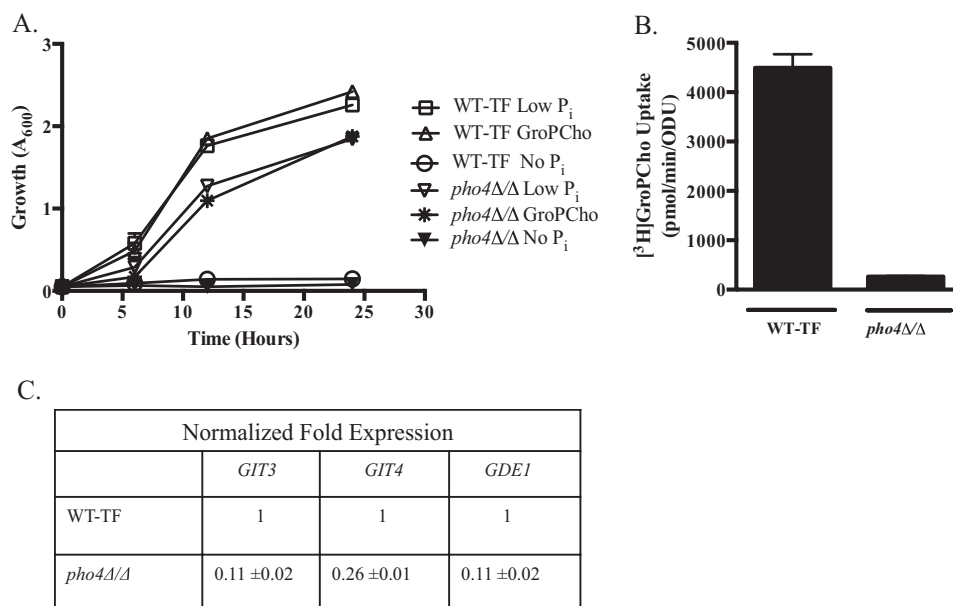 A.
3
2
1
0
0 5 10 15 20 25 30
Growth (A600)
Time (Hours)
WT-TF Low Pi
WT-TF GroPCho
WT-TF No Pi
pho4Δ/Δ Low Pi
pho4Δ/Δ GroPCho
pho4Δ/Δ No Pi
B.
[³H]GroPCho Uptake
(pmol/min/ODU)
5000
4000
3000
2000
1000
0
WT-TF pho4Δ/Δ
C.
Normalized Fold Expression
GIT3 GIT4 GDE1
WT-TF 1 1 1
pho4Δ/Δ 0.11 ±0.02 0.26 ±0.01 0.11 ±0.02